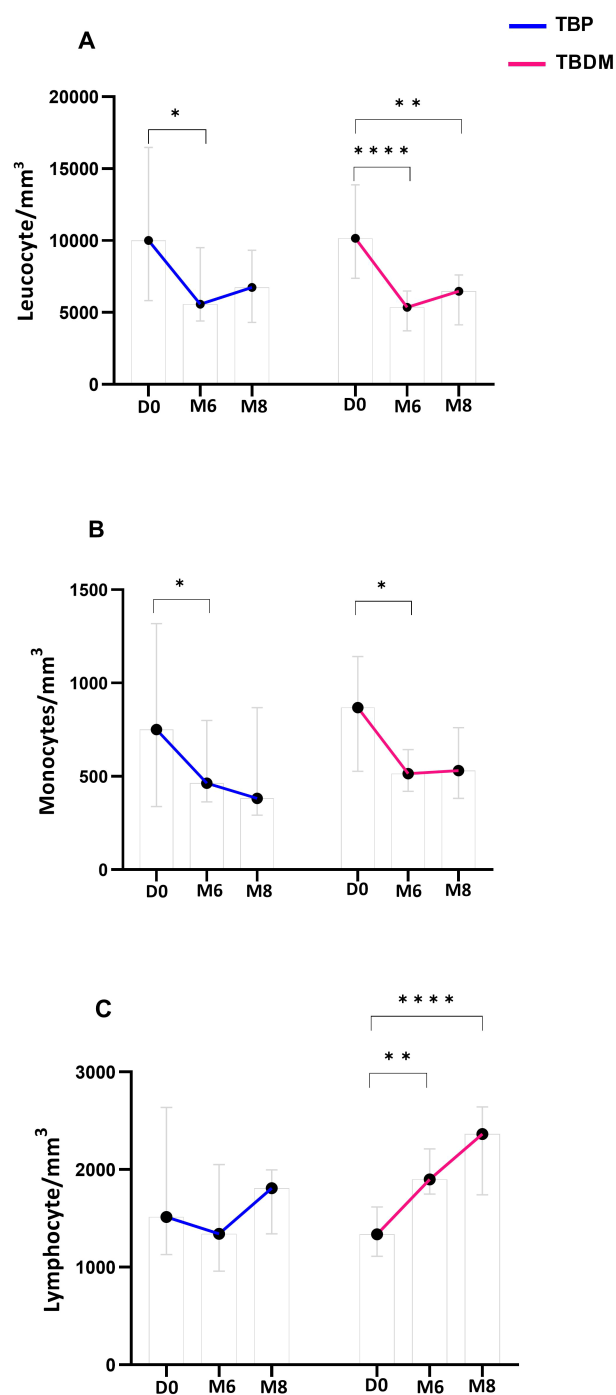 TBP
TBDM
A
Leucocyte/mm³
20000
15000
10000
5000
0
*
* *
* * * *
D0 M6 M8 D0 M6 M8
B
Monocytes/mm³
1500
1000
500
0
*
*
D0 M6 M8 D0 M6 M8
C
Lymphocyte/mm³
3000
2000
1000
0
* * * *
* *
D0 M6 M8 D0 M6 M8